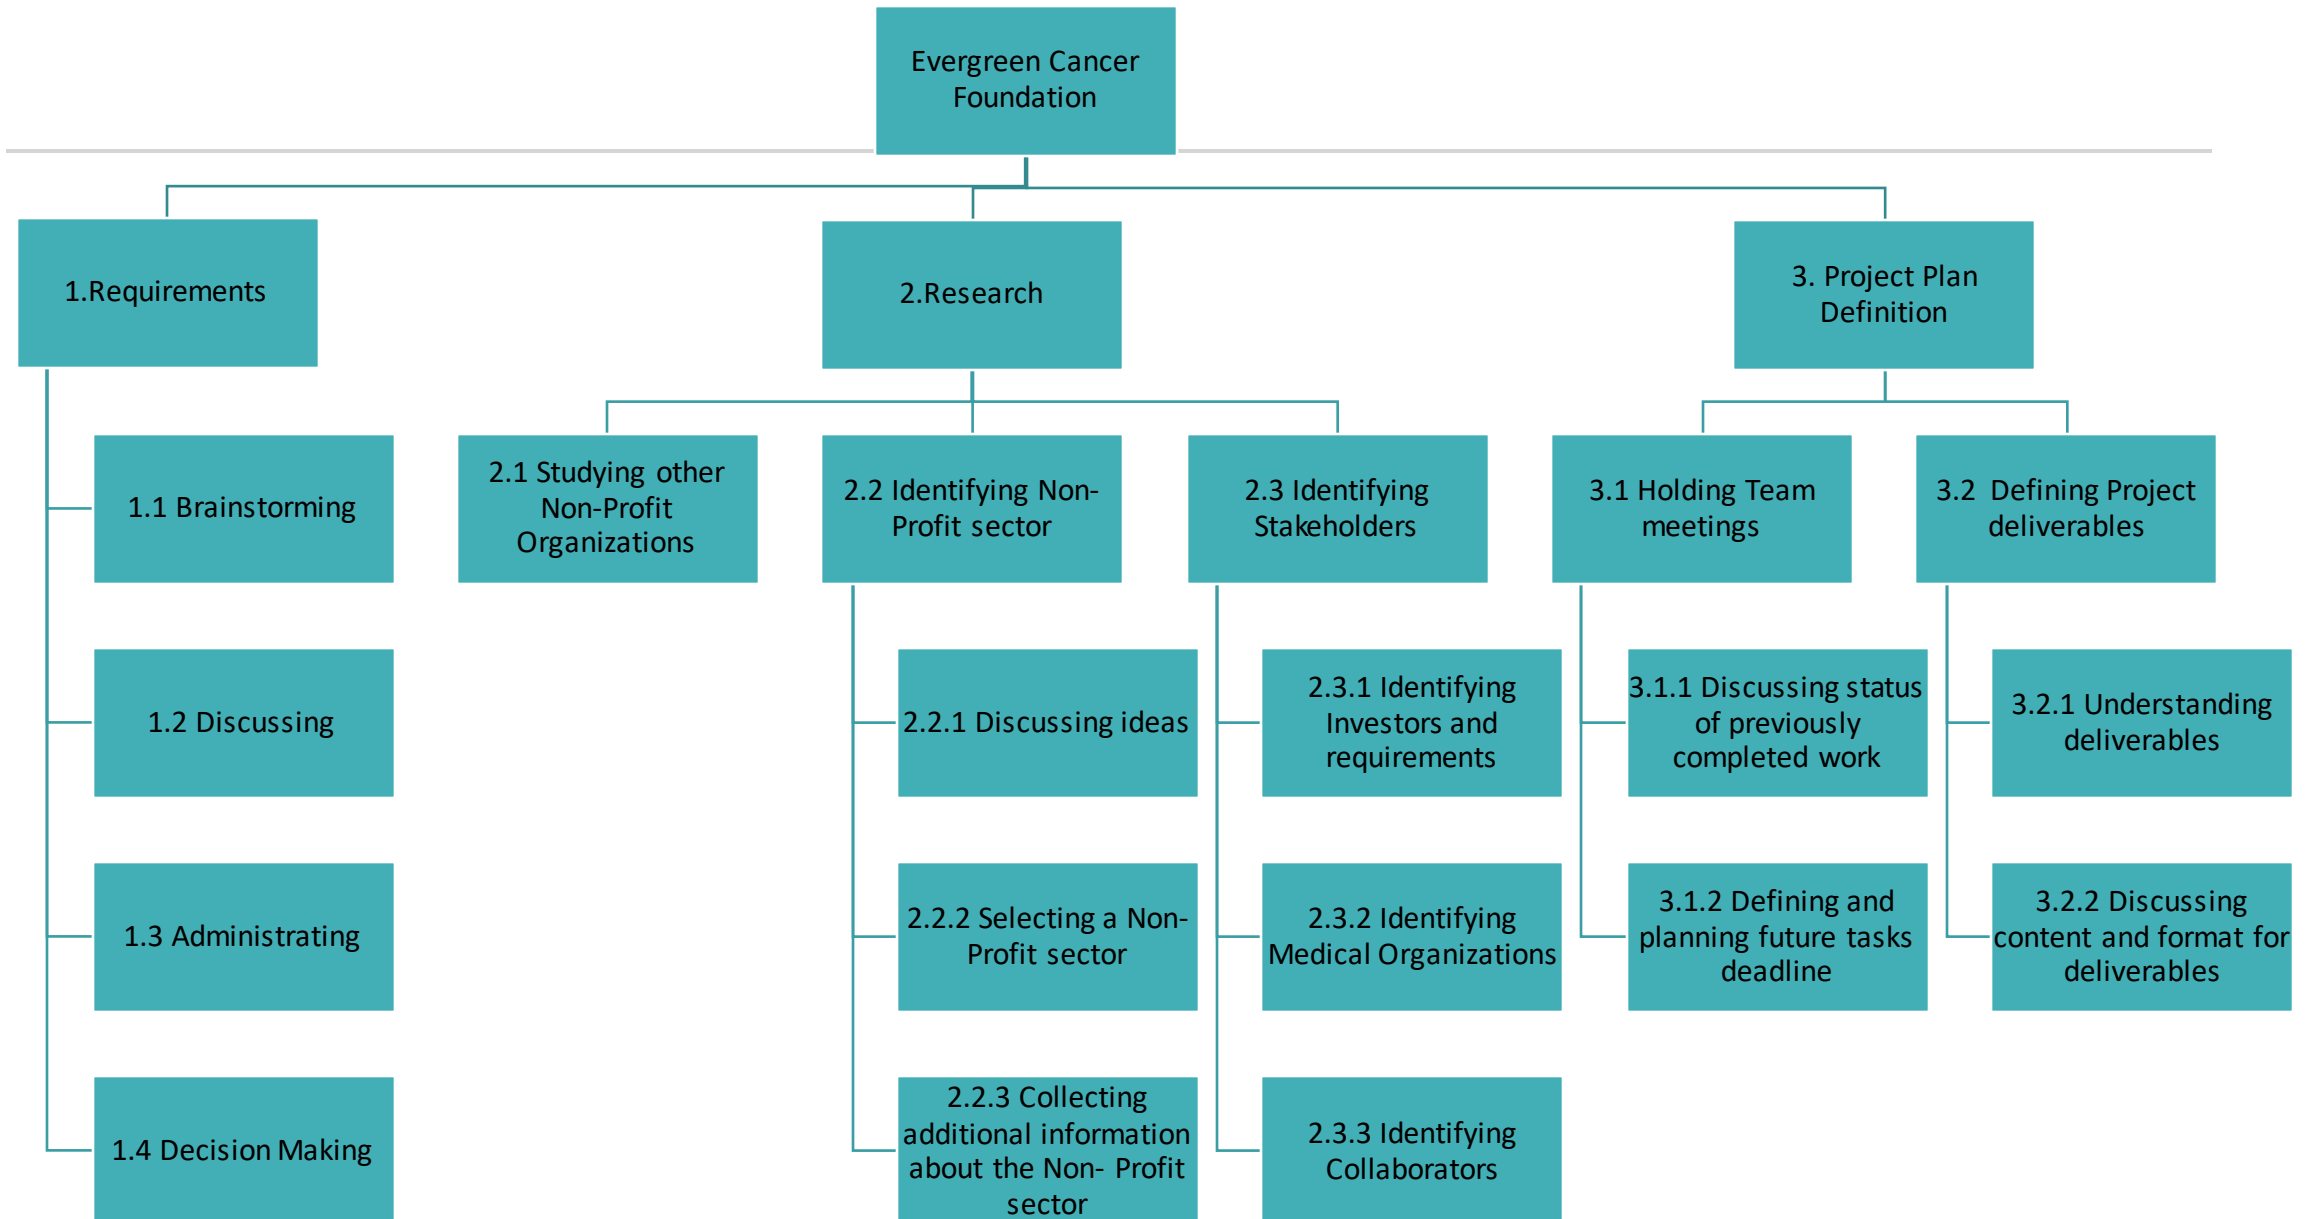 Evergreen Cancer
Foundation
1.Requirements
2.Research
3. Project Plan
Definition
1.1 Brainstorming
2.1 Studying other
Non-Profit
Organizations
2.2 Identifying Non-
Profit sector
2.3 Identifying
Stakeholders
3.1 Holding Team
meetings
3.2 Defining Project
deliverables
1.2 Discussing
2.2.1 Discussing ideas
2.3.1 Identifying
Investors and
requirements
3.1.1 Discussing status
of previously
completed work
3.2.1 Understanding
deliverables
1.3 Administrating
2.2.2 Selecting a Non-
Profit sector
2.3.2 Identifying
Medical Organizations
3.1.2 Defining and
planning future tasks
deadline
3.2.2 Discussing
content and format for
deliverables
1.4 Decision Making
2.2.3 Collecting
additional information
about the Non- Profit
sector
2.3.3 Identifying
Collaborators